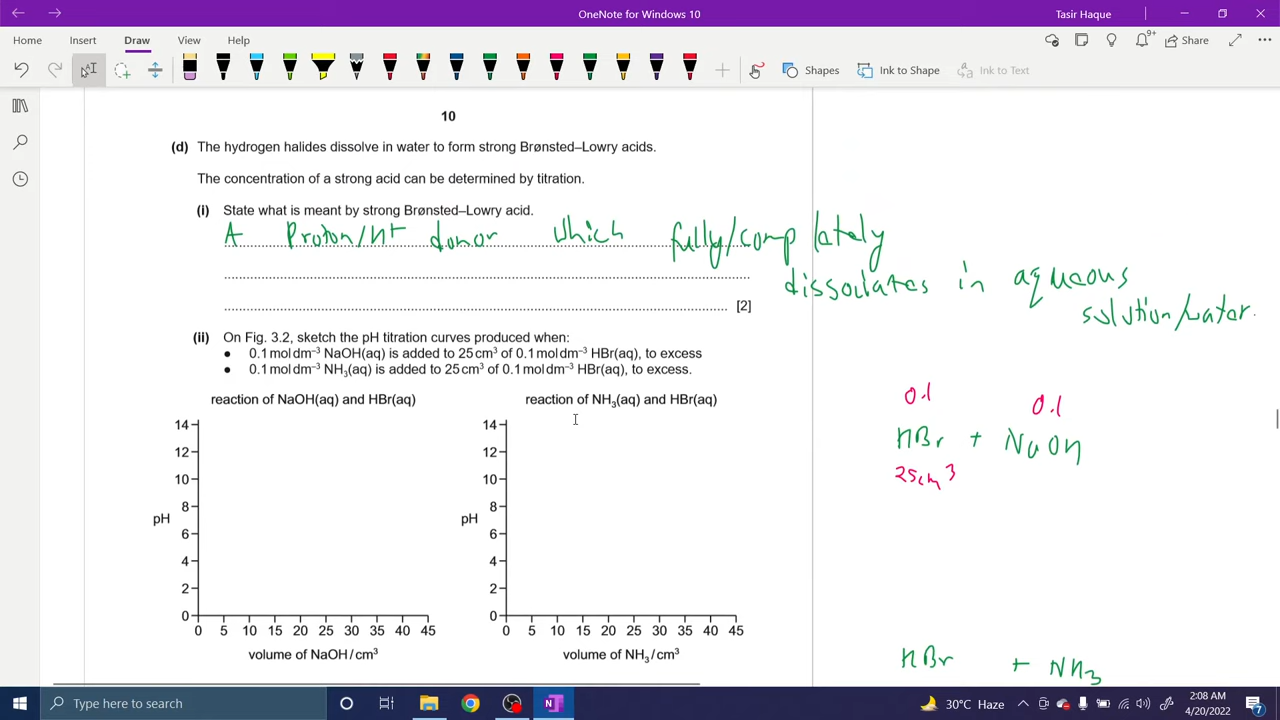 OneNote for Windows 10
Tasir Haque
Home Insert Draw View Help
9+
Share
Shapes
Ink to Shape
Ink to Text
10
(d) The hydrogen halides dissolve in water to form strong Brønsted–Lowry acids.
The concentration of a strong acid can be determined by titration.
(i) State what is meant by strong Brønsted–Lowry acid.
A Proton/H+ donor which fully/completely
dissociates in aqueous
solution/water.
[2]
(ii) On Fig. 3.2, sketch the pH titration curves produced when:
● 0.1 mol dm⁻³ NaOH(aq) is added to 25 cm³ of 0.1 mol dm⁻³ HBr(aq), to excess
● 0.1 mol dm⁻³ NH₃(aq) is added to 25 cm³ of 0.1 mol dm⁻³ HBr(aq), to excess.
reaction of NaOH(aq) and HBr(aq)
14
12
10
8
pH
6
4
2
0
0 5 10 15 20 25 30 35 40 45
volume of NaOH / cm³
reaction of NH₃(aq) and HBr(aq)
14
12
10
8
pH
6
4
2
0
0 5 10 15 20 25 30 35 40 45
volume of NH₃ / cm³
0.1 0.1
HBr + NaOH
25cm³
HBr + NH₃
Type here to search
30°C Haze
2:08 AM
4/20/2022
7